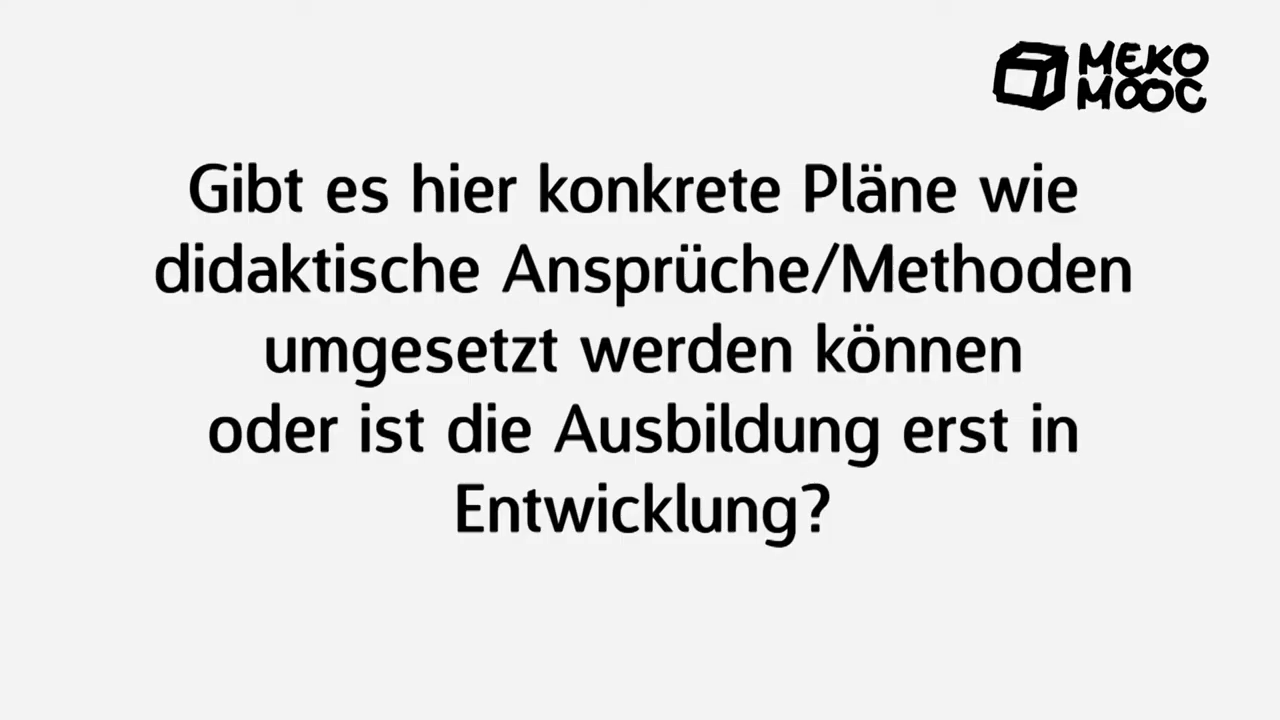 MEKO
MOOC
Gibt es hier konkrete Pläne wie
didaktische Ansprüche/Methoden
umgesetzt werden können
oder ist die Ausbildung erst in
Entwicklung?